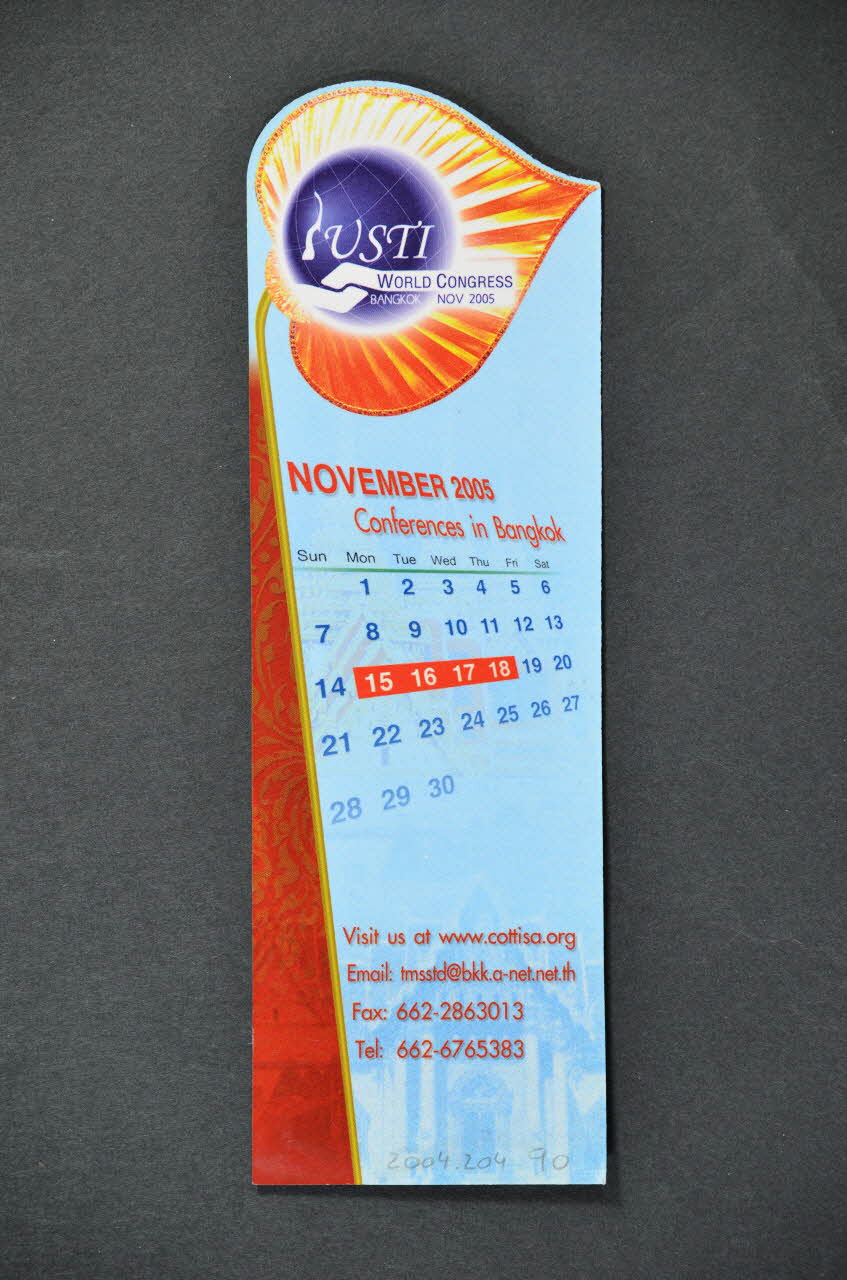 IUSTI
WORLD CONGRESS
BANGKOK NOV 2005
NOVEMBER 2005
Conferences in Bangkok
Sun Mon Tue Wed Thu Fri Sat
1 2 3 4 5 6
7 8 9 10 11 12 13
14 15 16 17 18 19 20
21 22 23 24 25 26 27
28 29 30
Visit us at www.cottisa.org
Email: tmsstd@bkk.a-net.net.th
Fax: 662-2863013
Tel: 662-6765383
2004.204 90